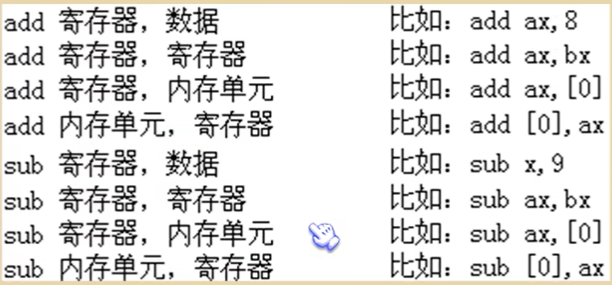 add 寄存器，数据 比如：add ax,8
add 寄存器，寄存器 比如：add ax,bx
add 寄存器，内存单元 比如：add ax,[0]
add 内存单元，寄存器 比如：add [0],ax
sub 寄存器，数据 比如：sub x,9
sub 寄存器，寄存器 比如：sub ax,bx
sub 寄存器，内存单元 比如：sub ax,[0]
sub 内存单元，寄存器 比如：sub [0],ax